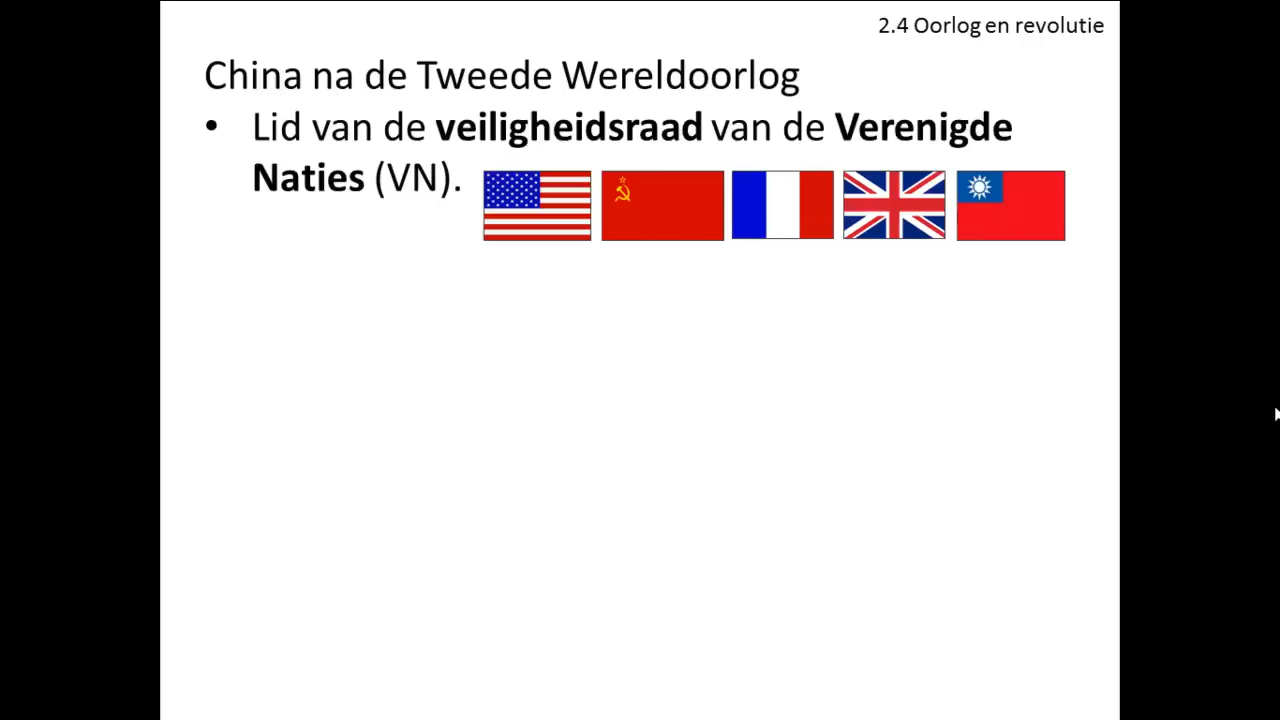 2.4 Oorlog en revolutie
China na de Tweede Wereldoorlog
• Lid van de veiligheidsraad van de Verenigde
Naties (VN).